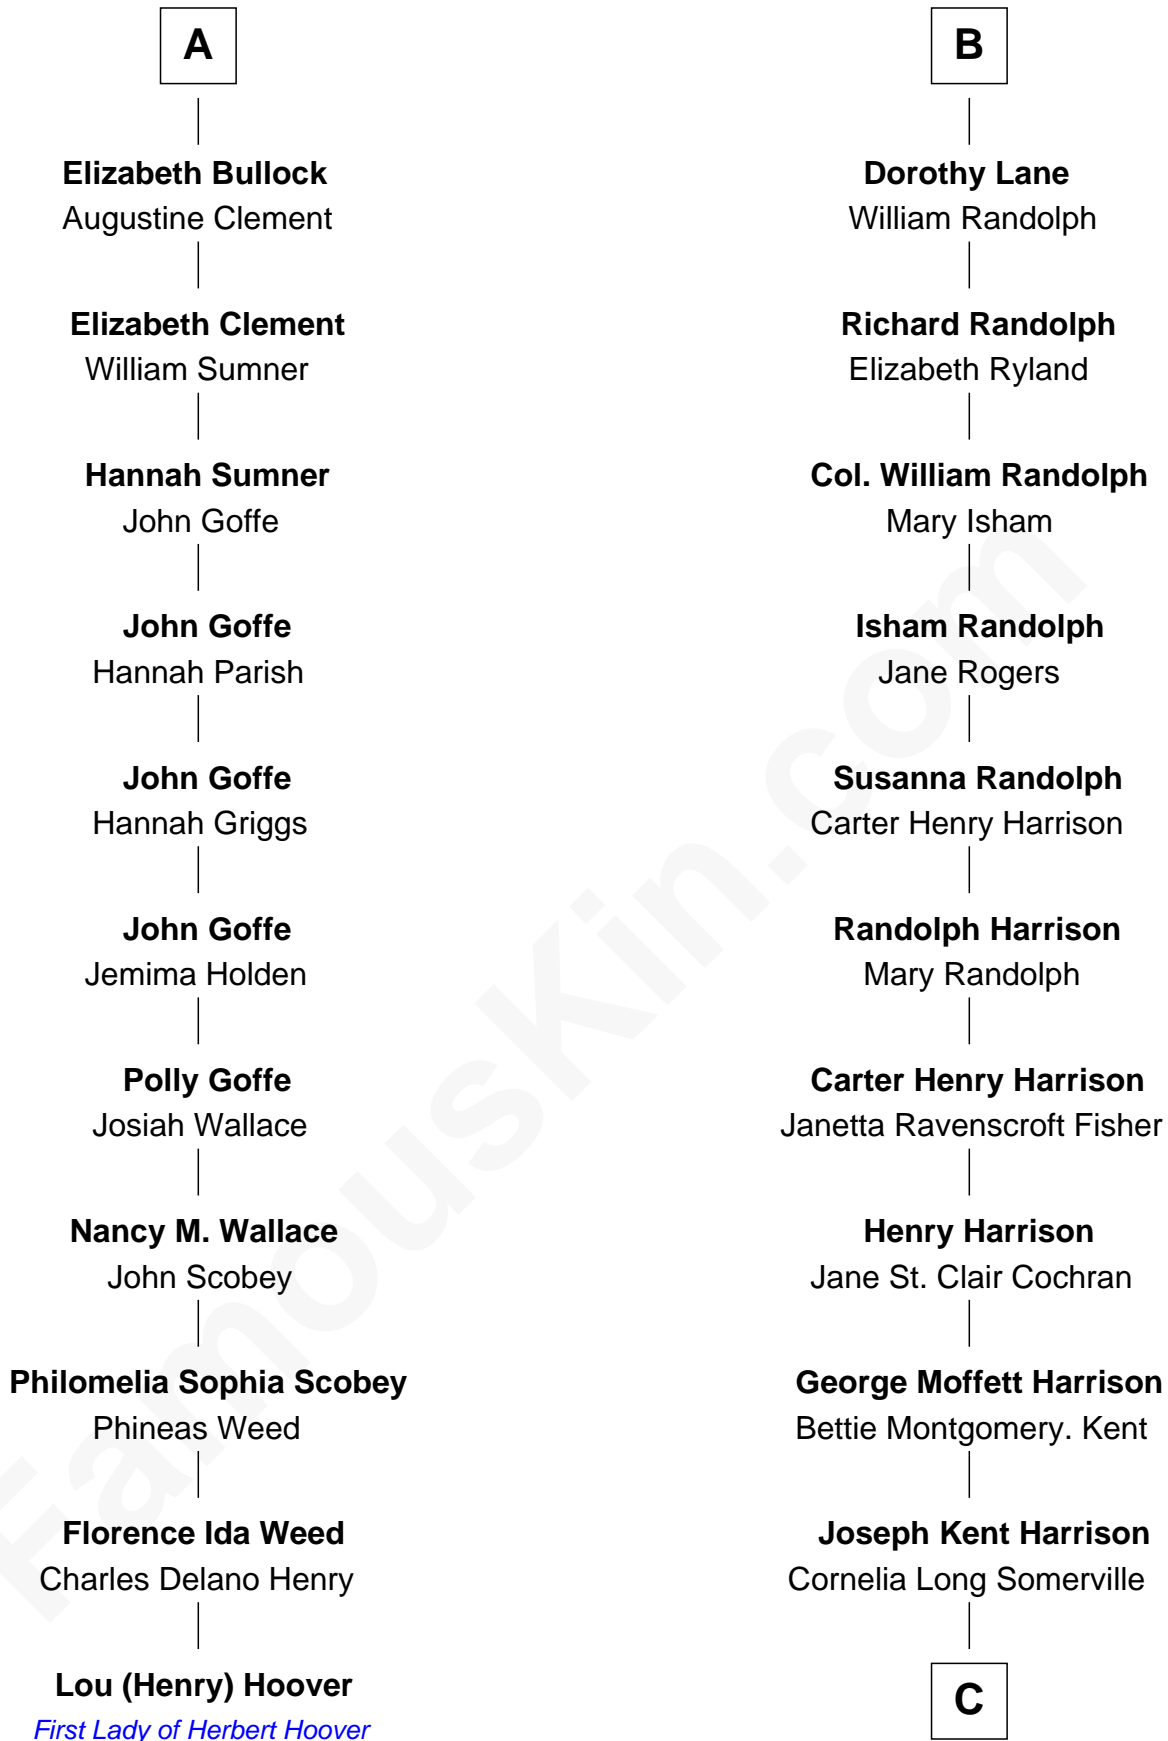 A
Elizabeth Bullock
Augustine Clement
Elizabeth Clement
William Sumner
Hannah Sumner
John Goffe
John Goffe
Hannah Parish
John Goffe
Hannah Griggs
John Goffe
Jemima Holden
Polly Goffe
Josiah Wallace
Nancy M. Wallace
John Scobey
Philomelia Sophia Scobey
Phineas Weed
Florence Ida Weed
Charles Delano Henry
Lou (Henry) Hoover
First Lady of Herbert Hoover
B
Dorothy Lane
William Randolph
Richard Randolph
Elizabeth Ryland
Col. William Randolph
Mary Isham
Isham Randolph
Jane Rogers
Susanna Randolph
Carter Henry Harrison
Randolph Harrison
Mary Randolph
Carter Henry Harrison
Janetta Ravenscroft Fisher
Henry Harrison
Jane St. Clair Cochran
George Moffett Harrison
Bettie Montgomery. Kent
Joseph Kent Harrison
Cornelia Long Somerville
C
FamousKin.com